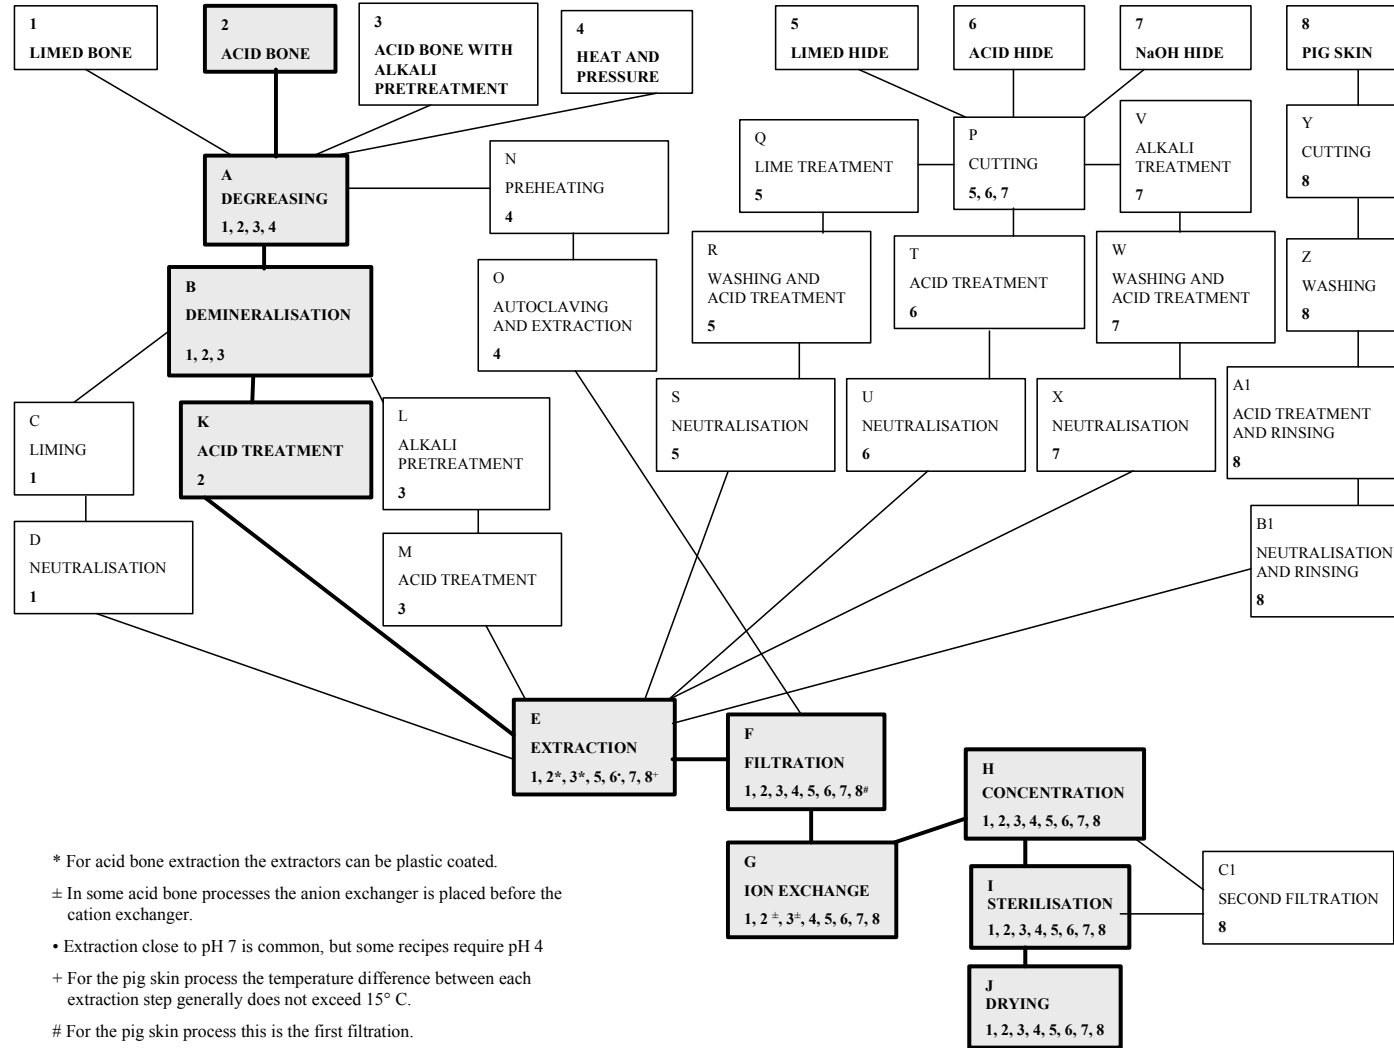 1
LIMED BONE
2
ACID BONE
3
ACID BONE WITH
ALKALI
PRETREATMENT
4
HEAT AND
PRESSURE
5
LIMED HIDE
6
ACID HIDE
7
NaOH HIDE
8
PIG SKIN
A
DEGREASING
1, 2, 3, 4
N
PREHEATING
4
Q
LIME TREATMENT
5
P
CUTTING
5, 6, 7
V
ALKALI
TREATMENT
7
Y
CUTTING
8
B
DEMINERALISATION
1, 2, 3
O
AUTOCLAVING
AND EXTRACTION
4
R
WASHING AND
ACID TREATMENT
5
T
ACID TREATMENT
6
W
WASHING AND
ACID TREATMENT
7
Z
WASHING
8
C
LIMING
1
K
ACID TREATMENT
2
L
ALKALI
PRETREATMENT
3
S
NEUTRALISATION
5
U
NEUTRALISATION
6
X
NEUTRALISATION
7
A1
ACID TREATMENT
AND RINSING
8
D
NEUTRALISATION
1
M
ACID TREATMENT
3
B1
NEUTRALISATION
AND RINSING
8
E
EXTRACTION
1, 2*, 3*, 5, 6•, 7, 8+
F
FILTRATION
1, 2, 3, 4, 5, 6, 7, 8#
H
CONCENTRATION
1, 2, 3, 4, 5, 6, 7, 8
G
ION EXCHANGE
1, 2 ±, 3±, 4, 5, 6, 7, 8
I
STERILISATION
1, 2, 3, 4, 5, 6, 7, 8
C1
SECOND FILTRATION
8
J
DRYING
1, 2, 3, 4, 5, 6, 7, 8
* For acid bone extraction the extractors can be plastic coated.
± In some acid bone processes the anion exchanger is placed before the
cation exchanger.
• Extraction close to pH 7 is common, but some recipes require pH 4
+ For the pig skin process the temperature difference between each
extraction step generally does not exceed 15° C.
# For the pig skin process this is the first filtration.